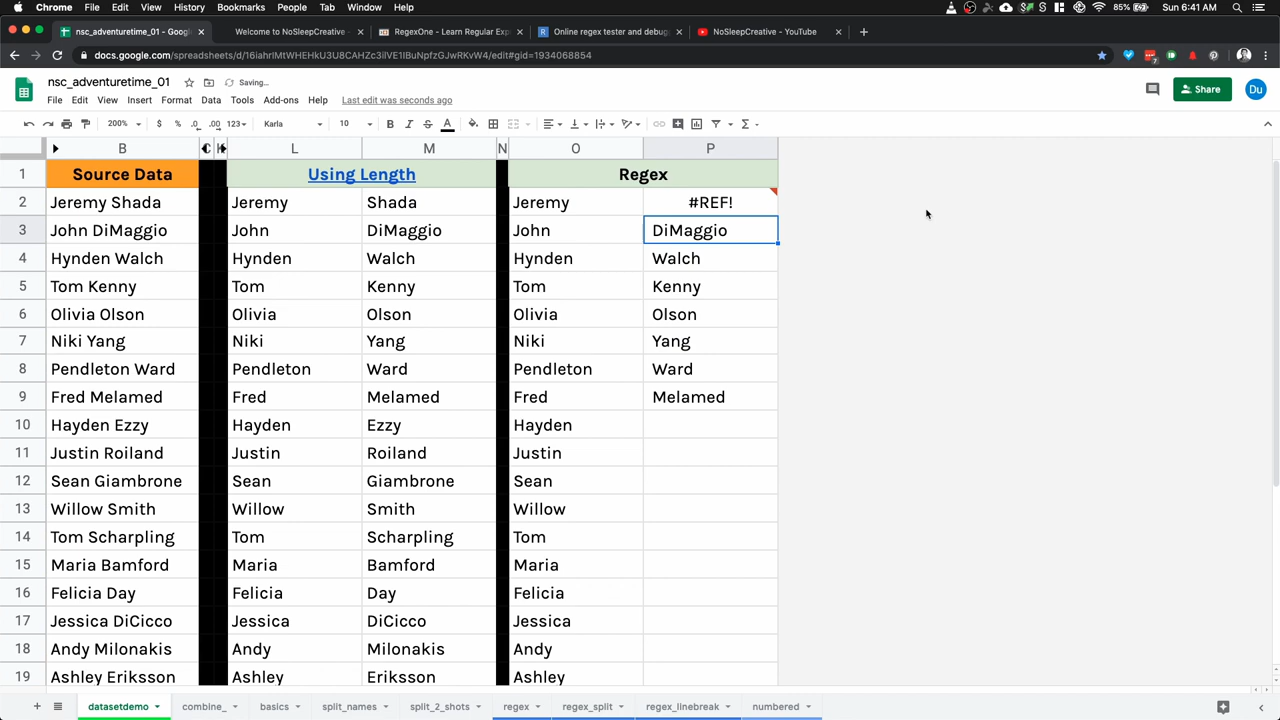 Chrome File Edit View History Bookmarks People Tab Window Help 85% Sun 6:41 AM
nsc_adventuretime_01 - Goog Welcome to NoSleepCreative - RegexOne - Learn Regular Exp Online regex tester and debug NoSleepCreative - YouTube
docs.google.com/spreadsheets/d/16iahrlMtWHEHkU3U8CAHZc3iIVE1IBuNpfzGJwRKvW4/edit#gid=1934068854
nsc_adventuretime_01 Saving...
File Edit View Insert Format Data Tools Add-ons Help Last edit was seconds ago
Share
Du
200% $ % .0 .00 123 Karla 10 B I S A
B C K L M N O P
1 Source Data Using Length Regex
2 Jeremy Shada Jeremy Shada Jeremy #REF!
3 John DiMaggio John DiMaggio John DiMaggio
4 Hynden Walch Hynden Walch Hynden Walch
5 Tom Kenny Tom Kenny Tom Kenny
6 Olivia Olson Olivia Olson Olivia Olson
7 Niki Yang Niki Yang Niki Yang
8 Pendleton Ward Pendleton Ward Pendleton Ward
9 Fred Melamed Fred Melamed Fred Melamed
10 Hayden Ezzy Hayden Ezzy Hayden
11 Justin Roiland Justin Roiland Justin
12 Sean Giambrone Sean Giambrone Sean
13 Willow Smith Willow Smith Willow
14 Tom Scharpling Tom Scharpling Tom
15 Maria Bamford Maria Bamford Maria
16 Felicia Day Felicia Day Felicia
17 Jessica DiCicco Jessica DiCicco Jessica
18 Andy Milonakis Andy Milonakis Andy
19 Ashley Eriksson Ashley Eriksson Ashley
datasetdemo combine_ basics split_names split_2_shots regex regex_split regex_linebreak numbered